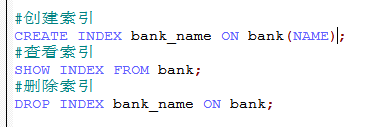 #创建索引
CREATE INDEX bank_name ON bank(NAME);
#查看索引
SHOW INDEX FROM bank;
#删除索引
DROP INDEX bank_name ON bank;